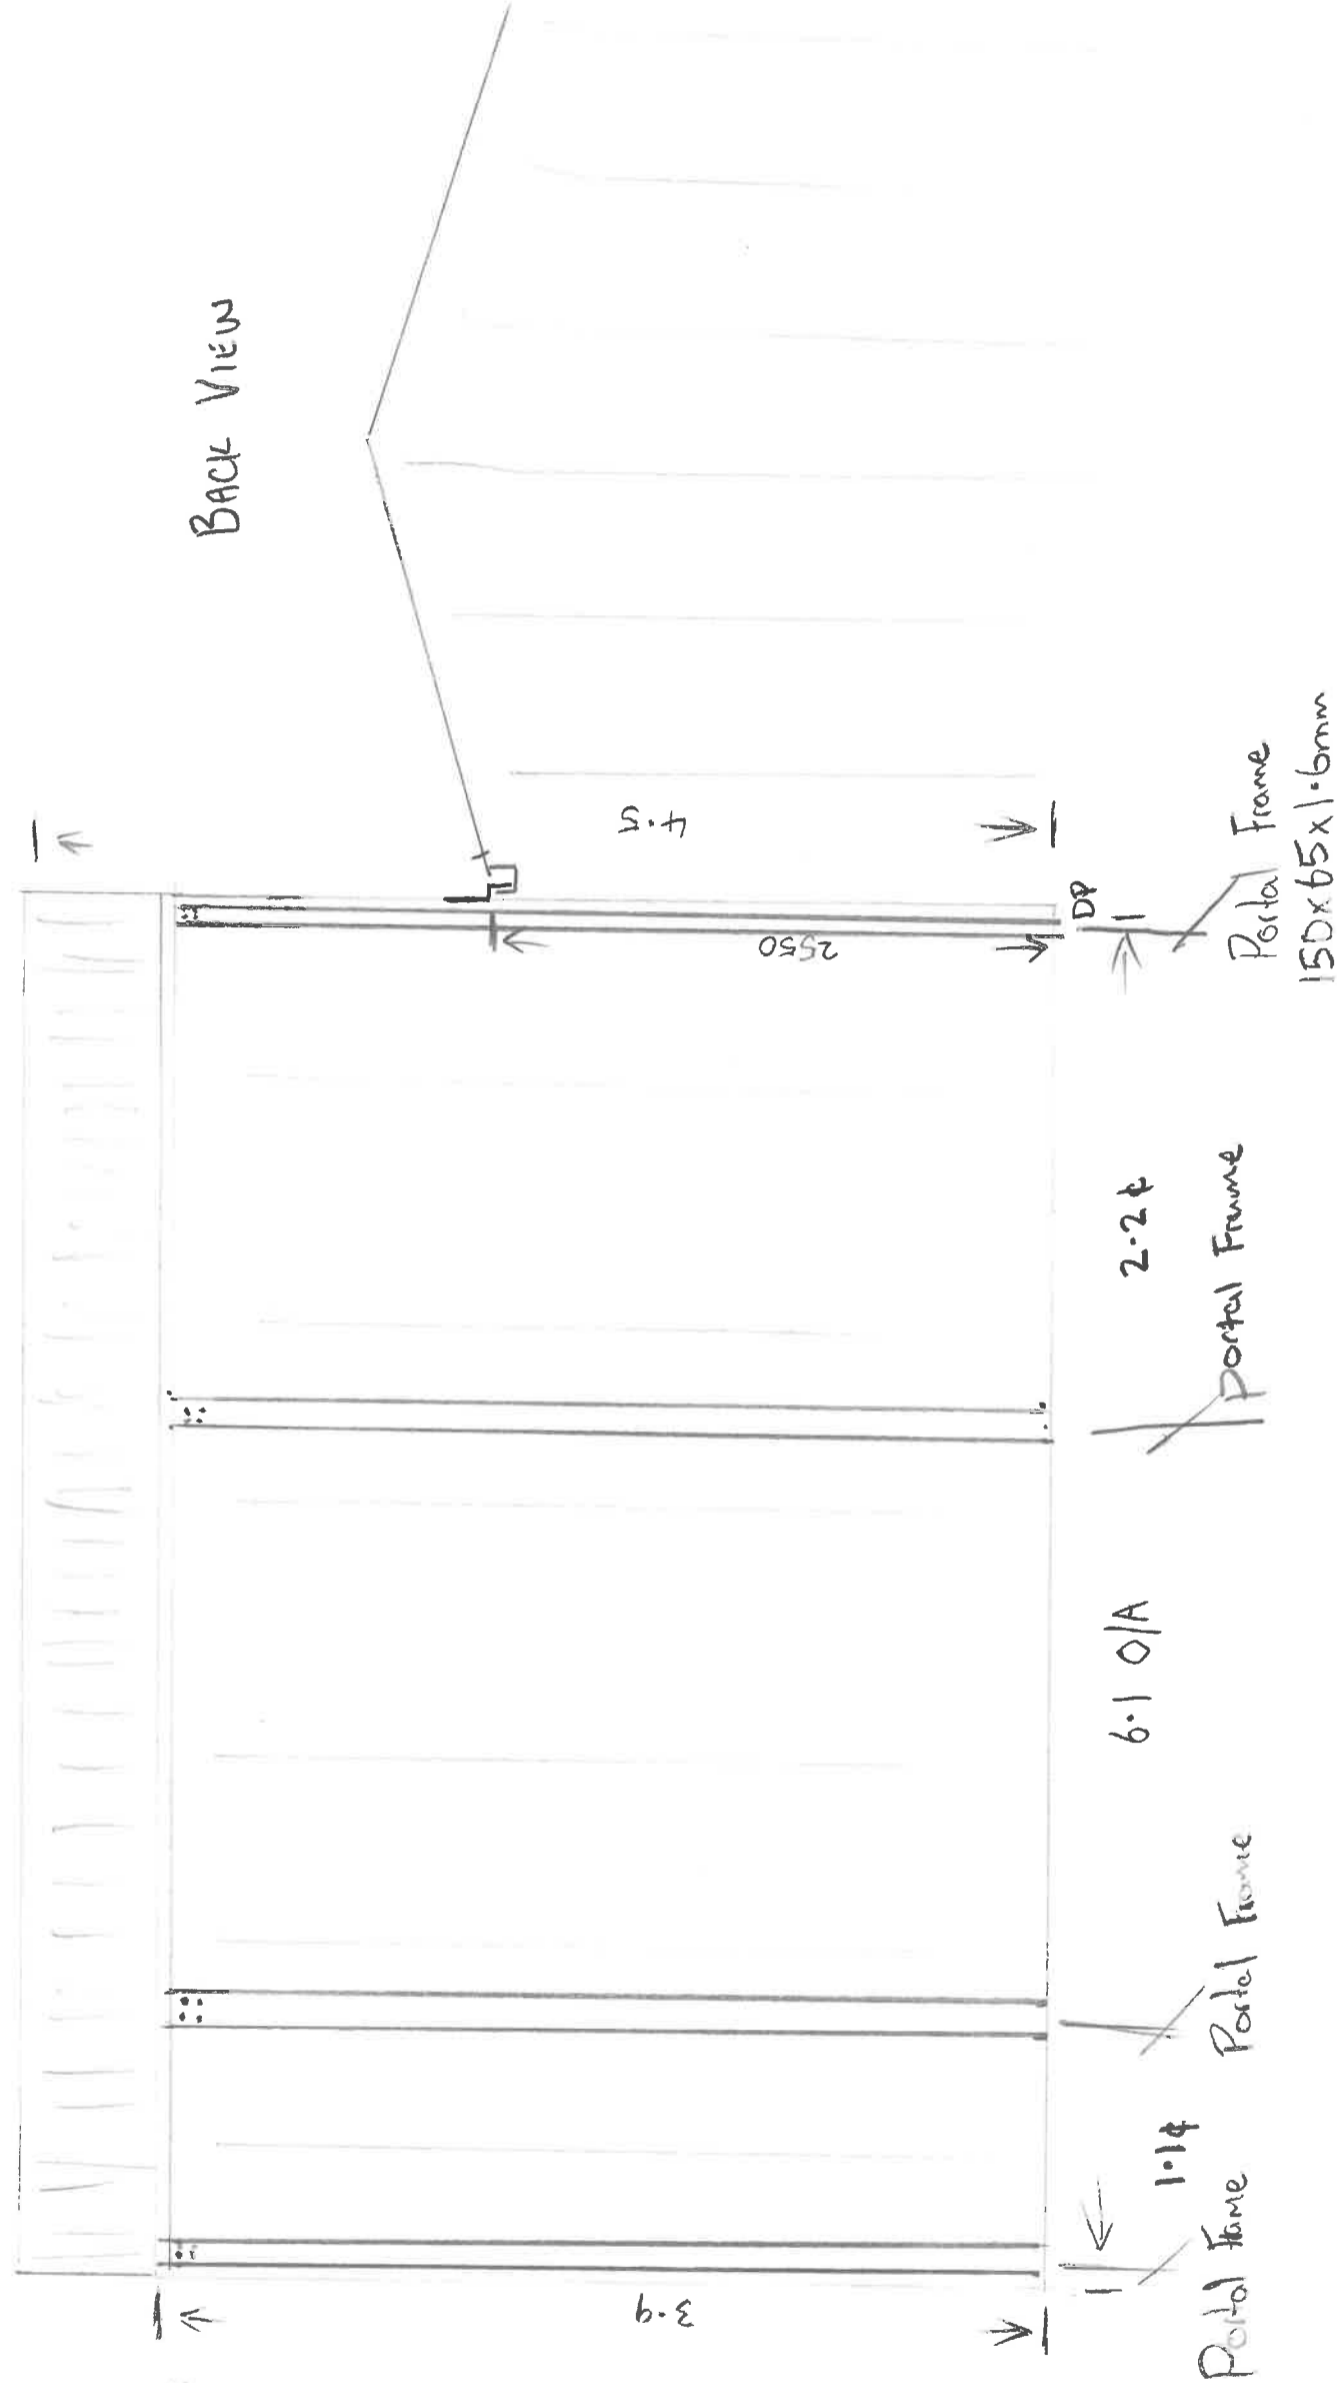 BACK VIEW
4.5
3.9
2550
DP
1.1 ¢
6.1 O/A
2.2 ¢
Portal Frame
Portal Frame
Portal Frame
Portal Frame
150x65x1.6mm